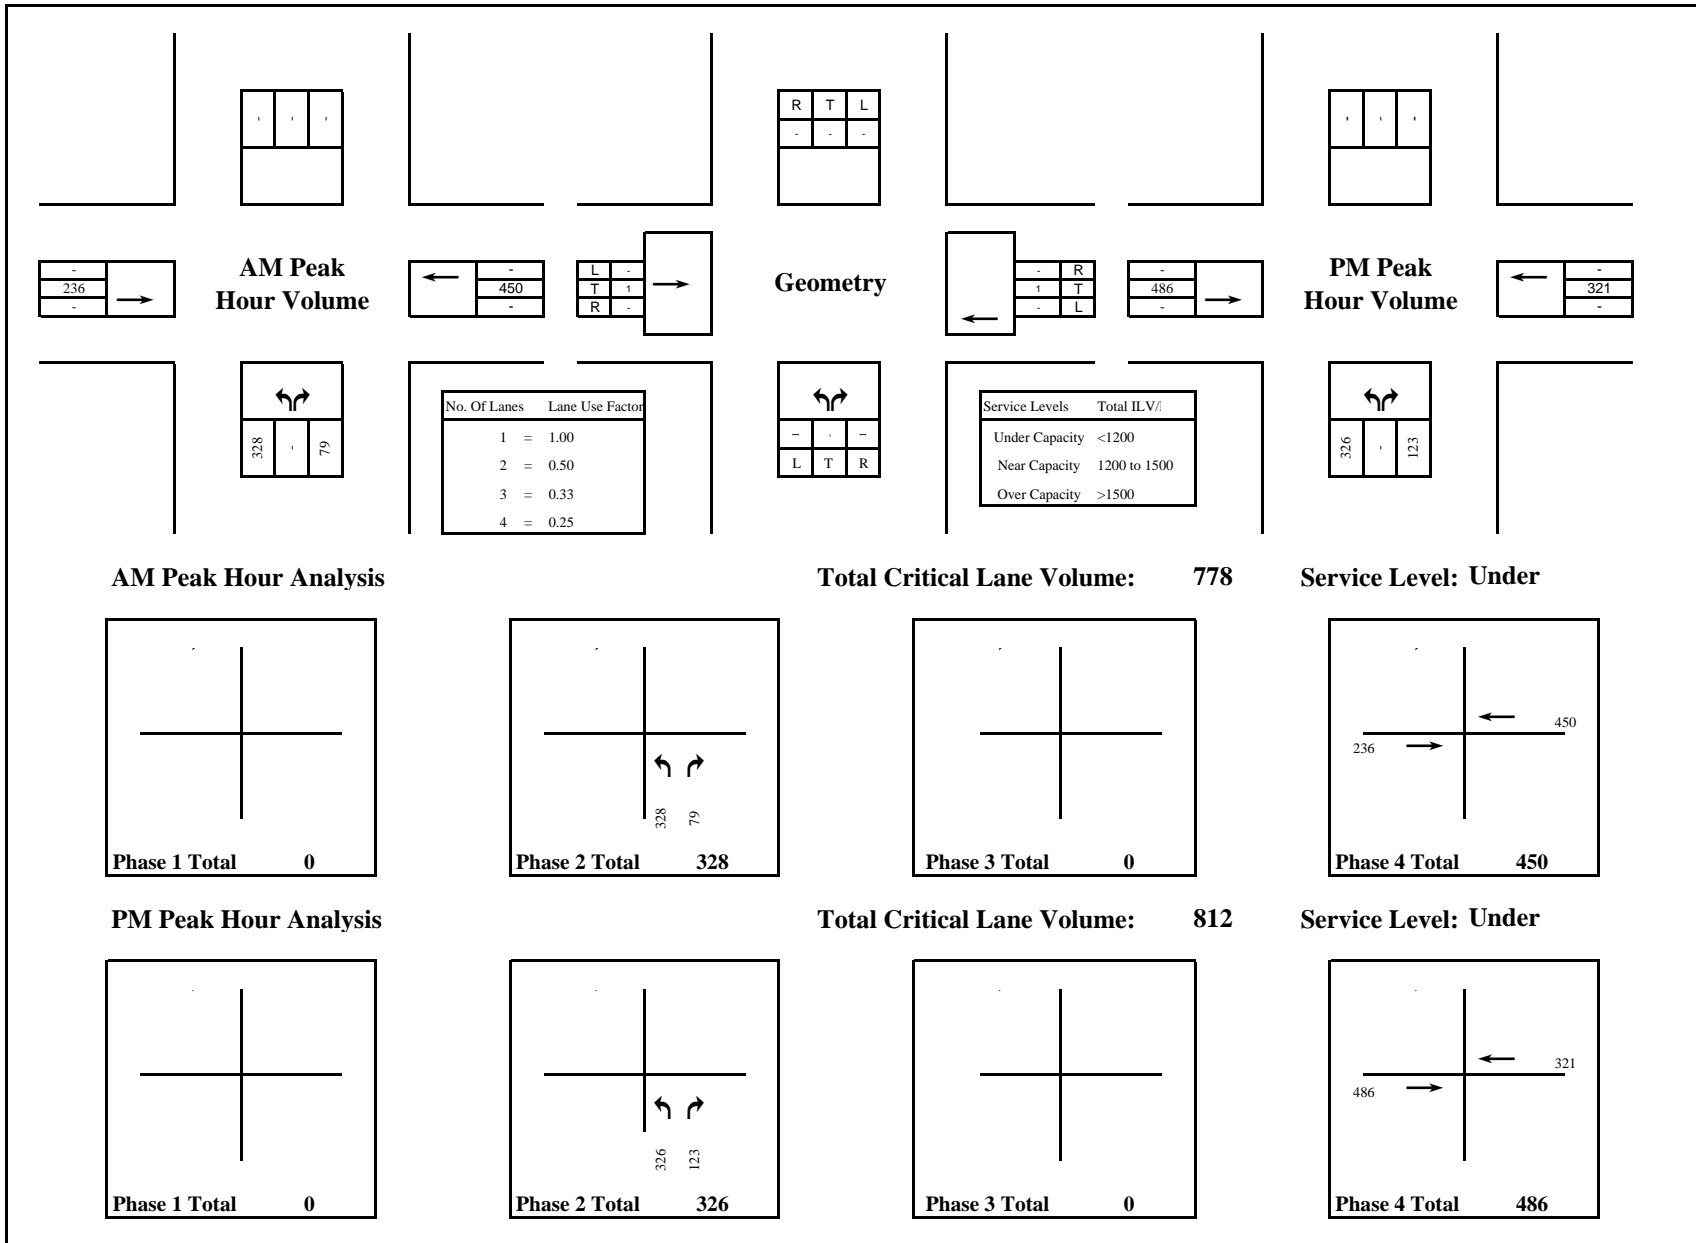 R T L
- - -
AM Peak
Hour Volume
-
236
-
-
450
-
L -
T 1
R -
Geometry
- R
1 T
- L
-
486
-
PM Peak
Hour Volume
-
321
-
328 - 79
No. Of Lanes Lane Use Factor
1 = 1.00
2 = 0.50
3 = 0.33
4 = 0.25
1 - 1
L T R
Service Levels Total ILV/
Under Capacity <1200
Near Capacity 1200 to 1500
Over Capacity >1500
326 - 123
AM Peak Hour Analysis Total Critical Lane Volume: 778 Service Level: Under
328 79
236 450
Phase 1 Total 0
Phase 2 Total 328
Phase 3 Total 0
Phase 4 Total 450
PM Peak Hour Analysis Total Critical Lane Volume: 812 Service Level: Under
326 123
486 321
Phase 1 Total 0
Phase 2 Total 326
Phase 3 Total 0
Phase 4 Total 486